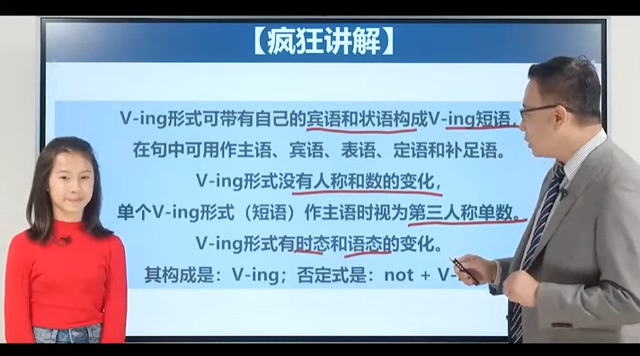 【疯狂讲解】
V-ing形式可带有自己的宾语和状语构成V-ing短语，
在句中可用作主语、宾语、表语、定语和补足语。
V-ing形式没有人称和数的变化，
单个V-ing形式（短语）作主语时视为第三人称单数。
V-ing形式有时态和语态的变化。
其构成是：V-ing；否定式是：not + V-